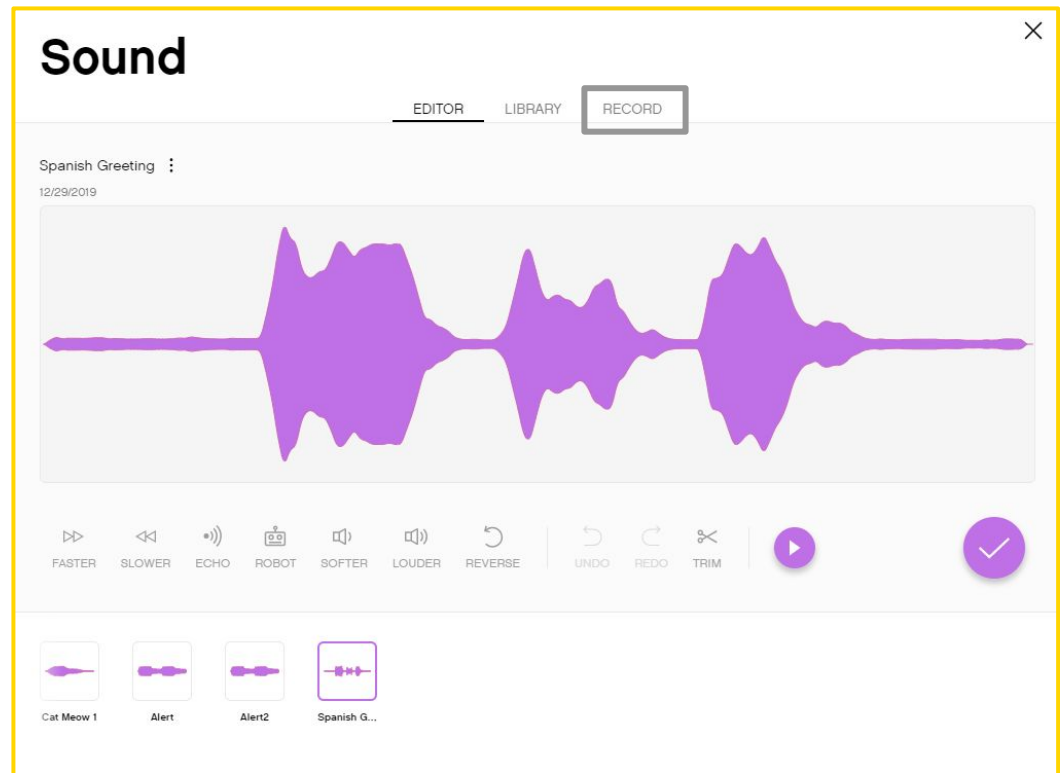 Sound
EDITOR LIBRARY RECORD
Spanish Greeting
12/29/2019
FASTER SLOWER ECHO ROBOT SOFTER LOUDER REVERSE UNDO REDO TRIM
Cat Meow 1 Alert Alert2 Spanish G...